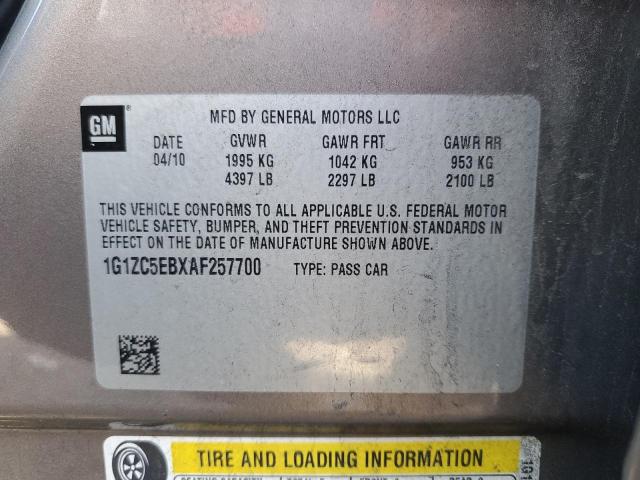 GM
MFD BY GENERAL MOTORS LLC
DATE GVWR GAWR FRT GAWR RR
04/10 1995 KG 1042 KG 953 KG
4397 LB 2297 LB 2100 LB
THIS VEHICLE CONFORMS TO ALL APPLICABLE U.S. FEDERAL MOTOR
VEHICLE SAFETY, BUMPER, AND THEFT PREVENTION STANDARDS IN
EFFECT ON THE DATE OF MANUFACTURE SHOWN ABOVE.
1G1ZC5EBXAF257700 TYPE: PASS CAR
TIRE AND LOADING INFORMATION